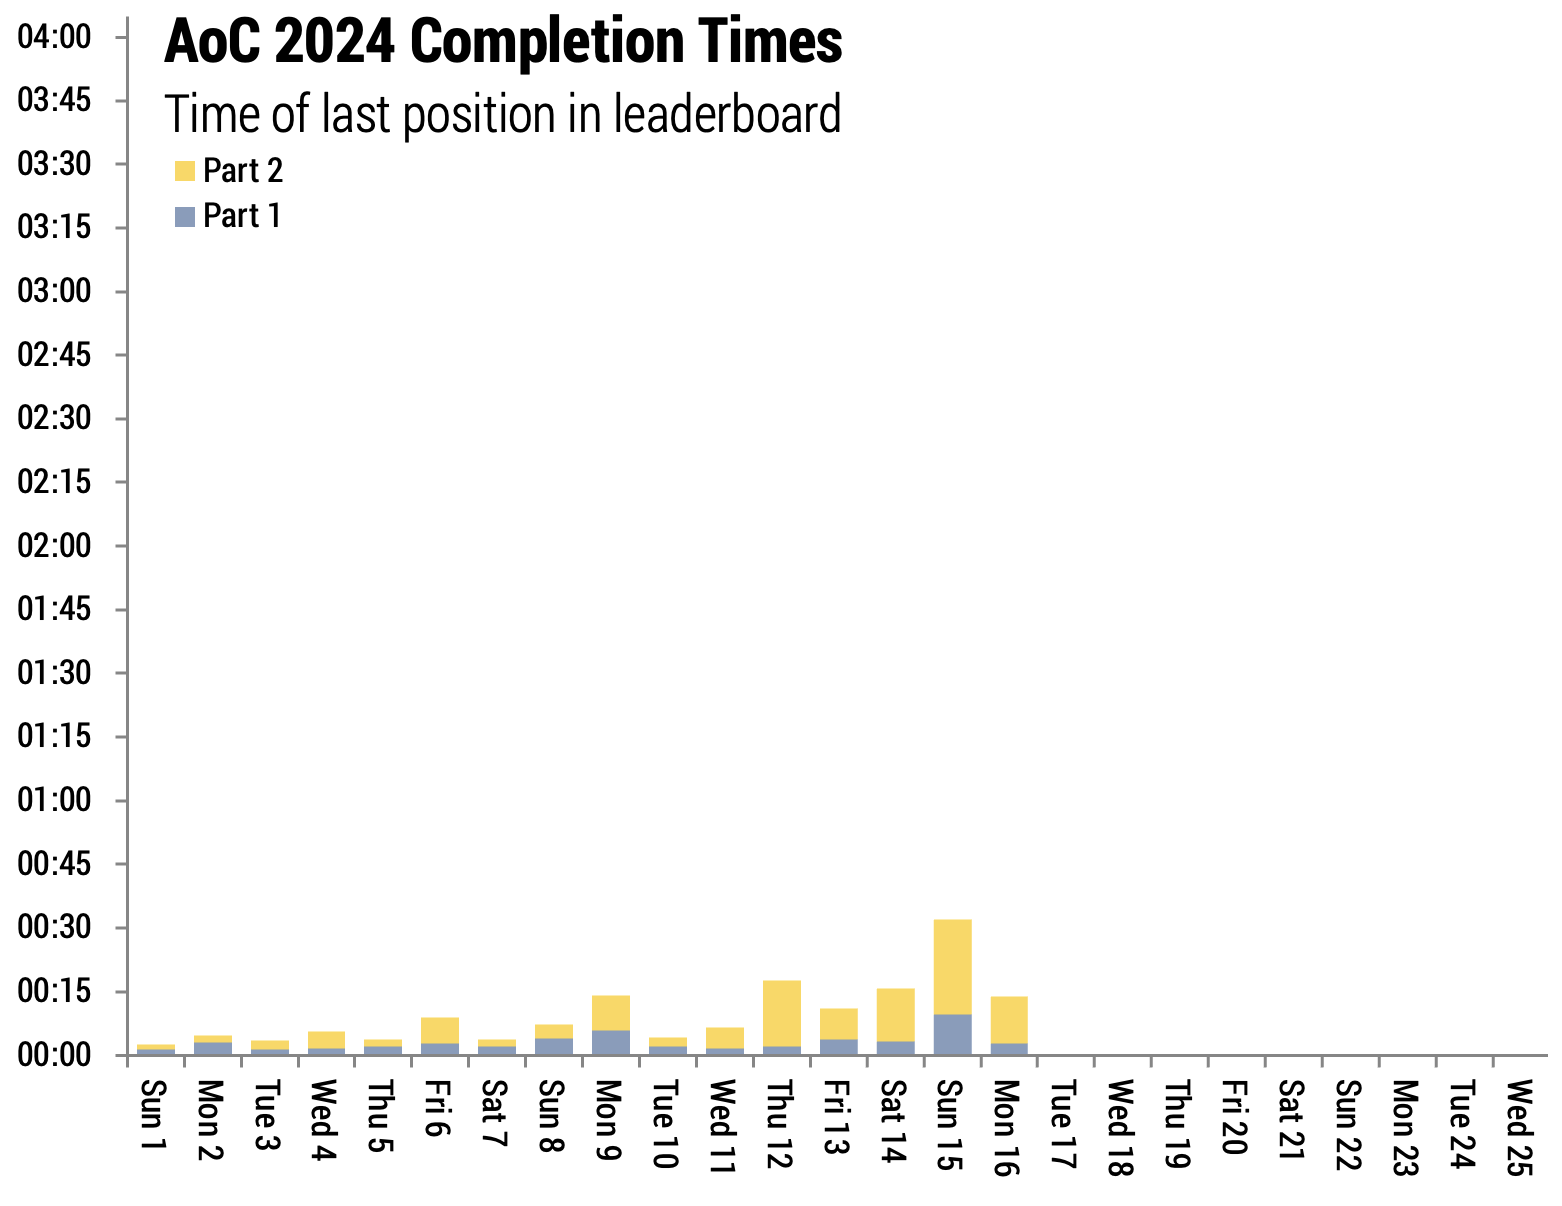 AoC 2024 Completion Times
Time of last position in leaderboard
Part 2
Part 1
04:00
03:45
03:30
03:15
03:00
02:45
02:30
02:15
02:00
01:45
01:30
01:15
01:00
00:45
00:30
00:15
00:00
Sun 1
Mon 2
Tue 3
Wed 4
Thu 5
Fri 6
Sat 7
Sun 8
Mon 9
Tue 10
Wed 11
Thu 12
Fri 13
Sat 14
Sun 15
Mon 16
Tue 17
Wed 18
Thu 19
Fri 20
Sat 21
Sun 22
Mon 23
Tue 24
Wed 25